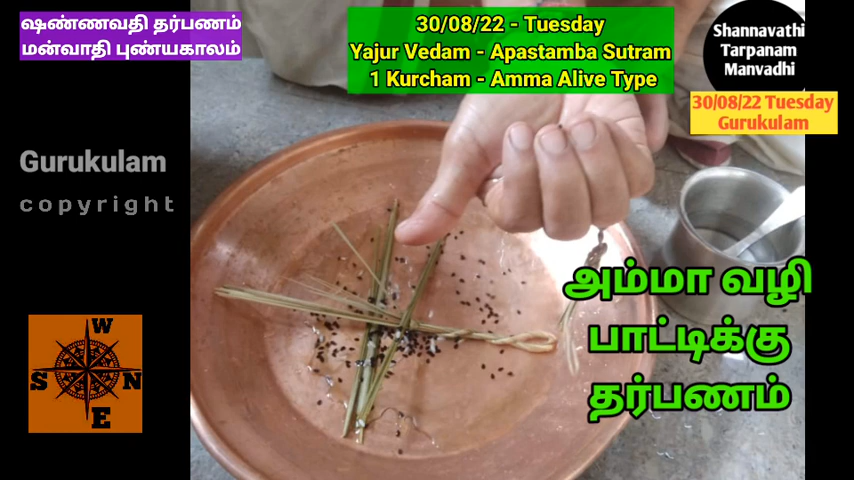 ஷண்ணவதி தர்பணம்
மன்வாதி புண்யகாலம்
30/08/22 - Tuesday
Yajur Vedam - Apastamba Sutram
1 Kurcham - Amma Alive Type
Shannavathi
Tarpanam
Manvadhi
30/08/22 Tuesday
Gurukulam
Gurukulam
copyright
அம்மா வழி
பாட்டிக்கு
தர்பணம்
W
S N
E